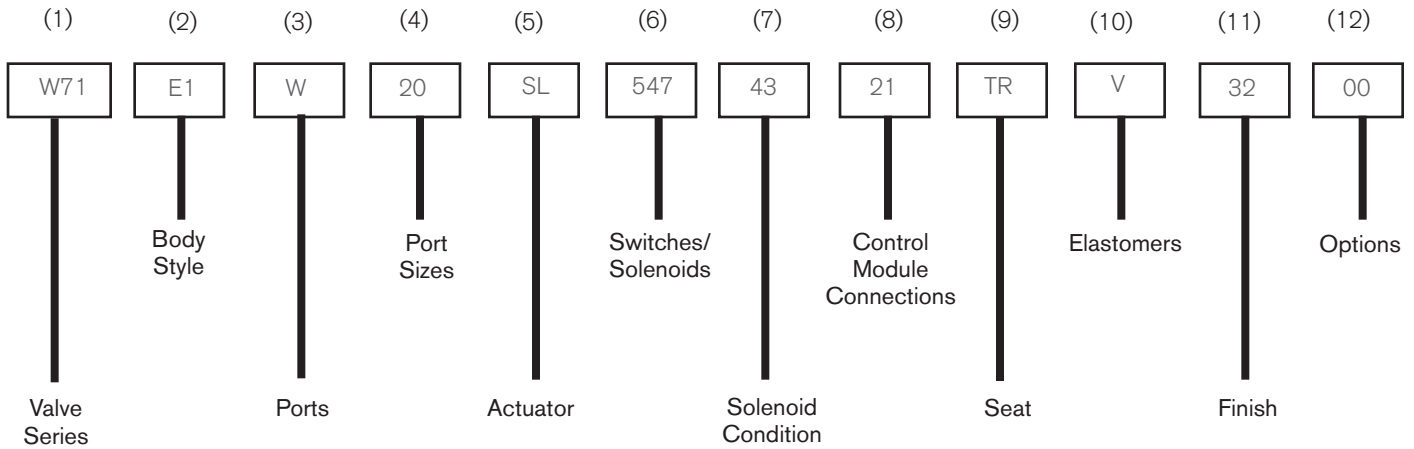 (1) (2) (3) (4) (5) (6) (7) (8) (9) (10) (11) (12)
W71 E1 W 20 SL 547 43 21 TR V 32 00
Body Port Switches/ Control Elastomers Options
Style Sizes Solenoids Module
Connections
Valve Ports Actuator Solenoid Seat Finish
Series Condition